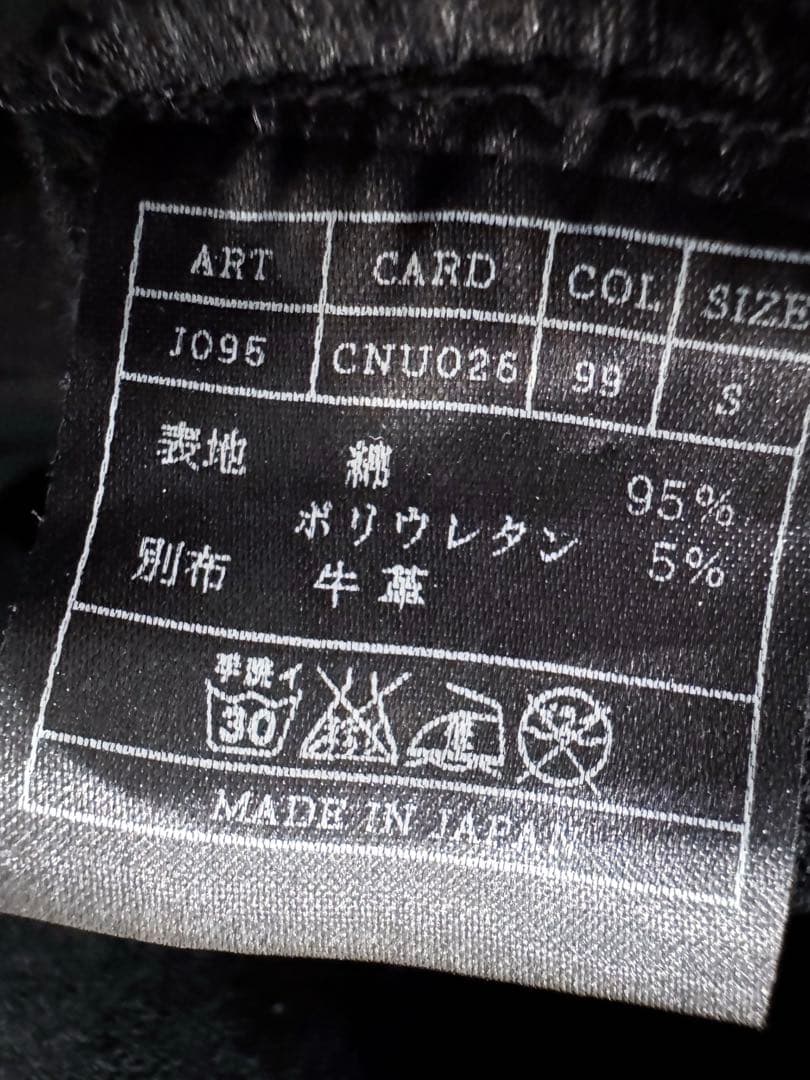 ART CARD COL SIZE
J095 CNU026 99 S
表地 綿 95%
ポリウレタン 5%
別布 牛革
手洗イ
30
MADE IN JAPAN